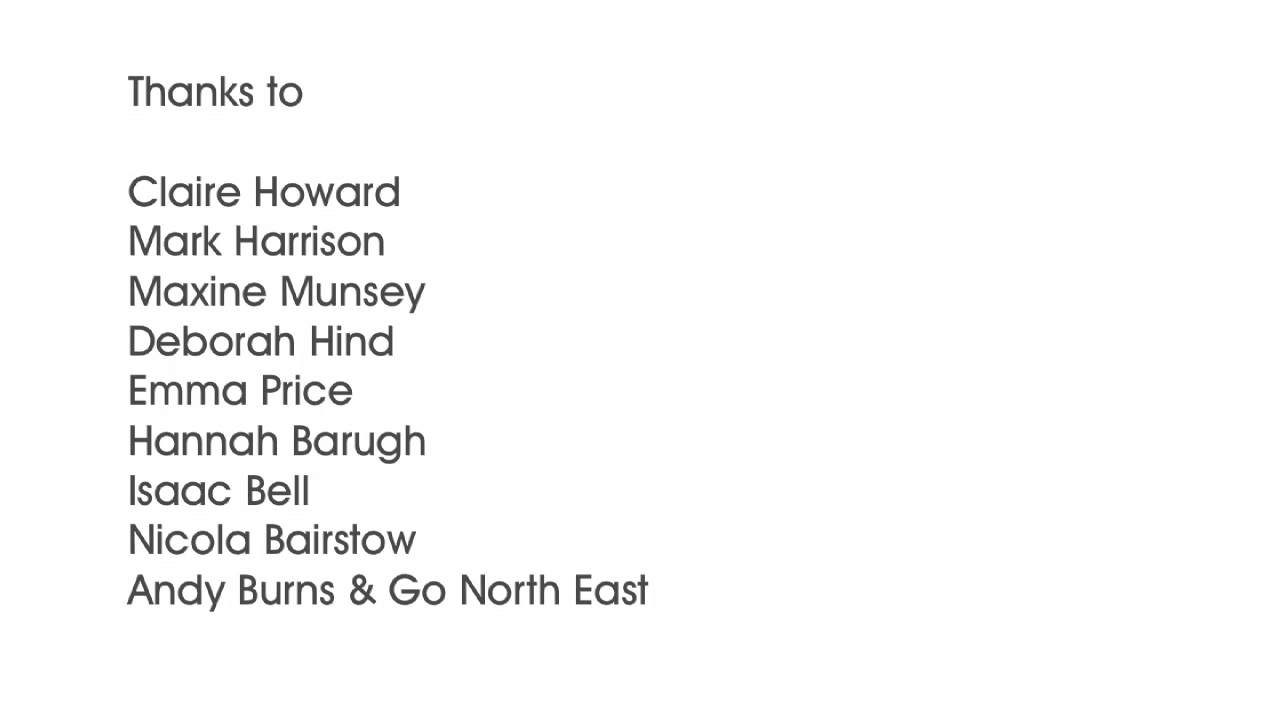 Thanks to
Claire Howard
Mark Harrison
Maxine Munsey
Deborah Hind
Emma Price
Hannah Barugh
Isaac Bell
Nicola Bairstow
Andy Burns & Go North East